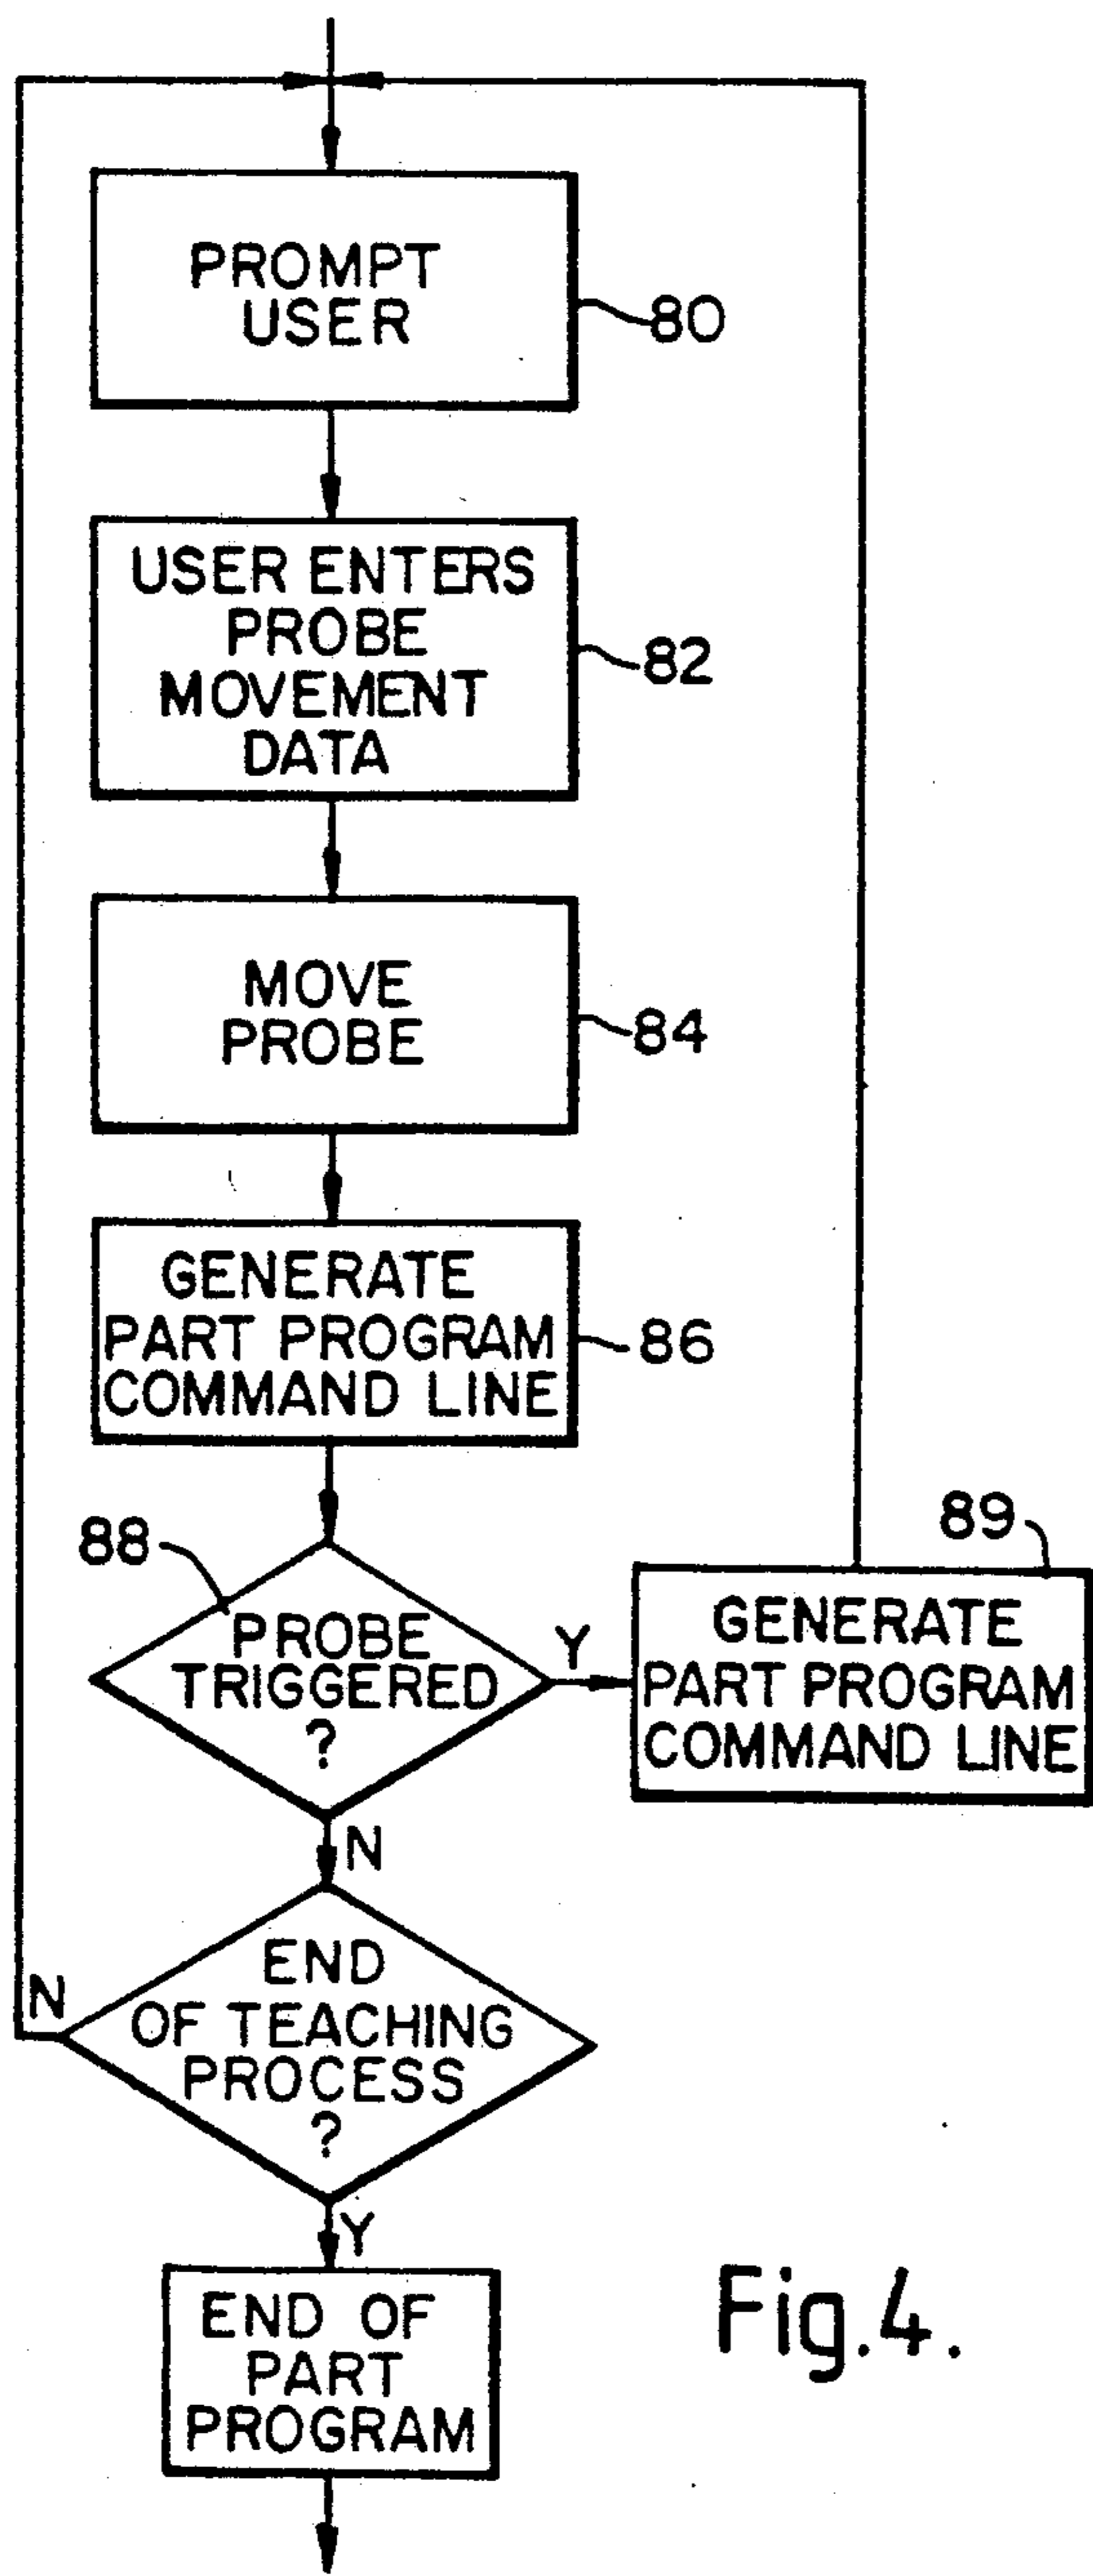 PROMPT
USER
80
USER ENTERS
PROBE
MOVEMENT
DATA
82
MOVE
PROBE
84
GENERATE
PART PROGRAM
COMMAND LINE
86
88
PROBE
TRIGGERED
?
Y
89
GENERATE
PART PROGRAM
COMMAND LINE
N
END
OF TEACHING
PROCESS
?
N
Y
END OF
PART
PROGRAM
Fig.4.